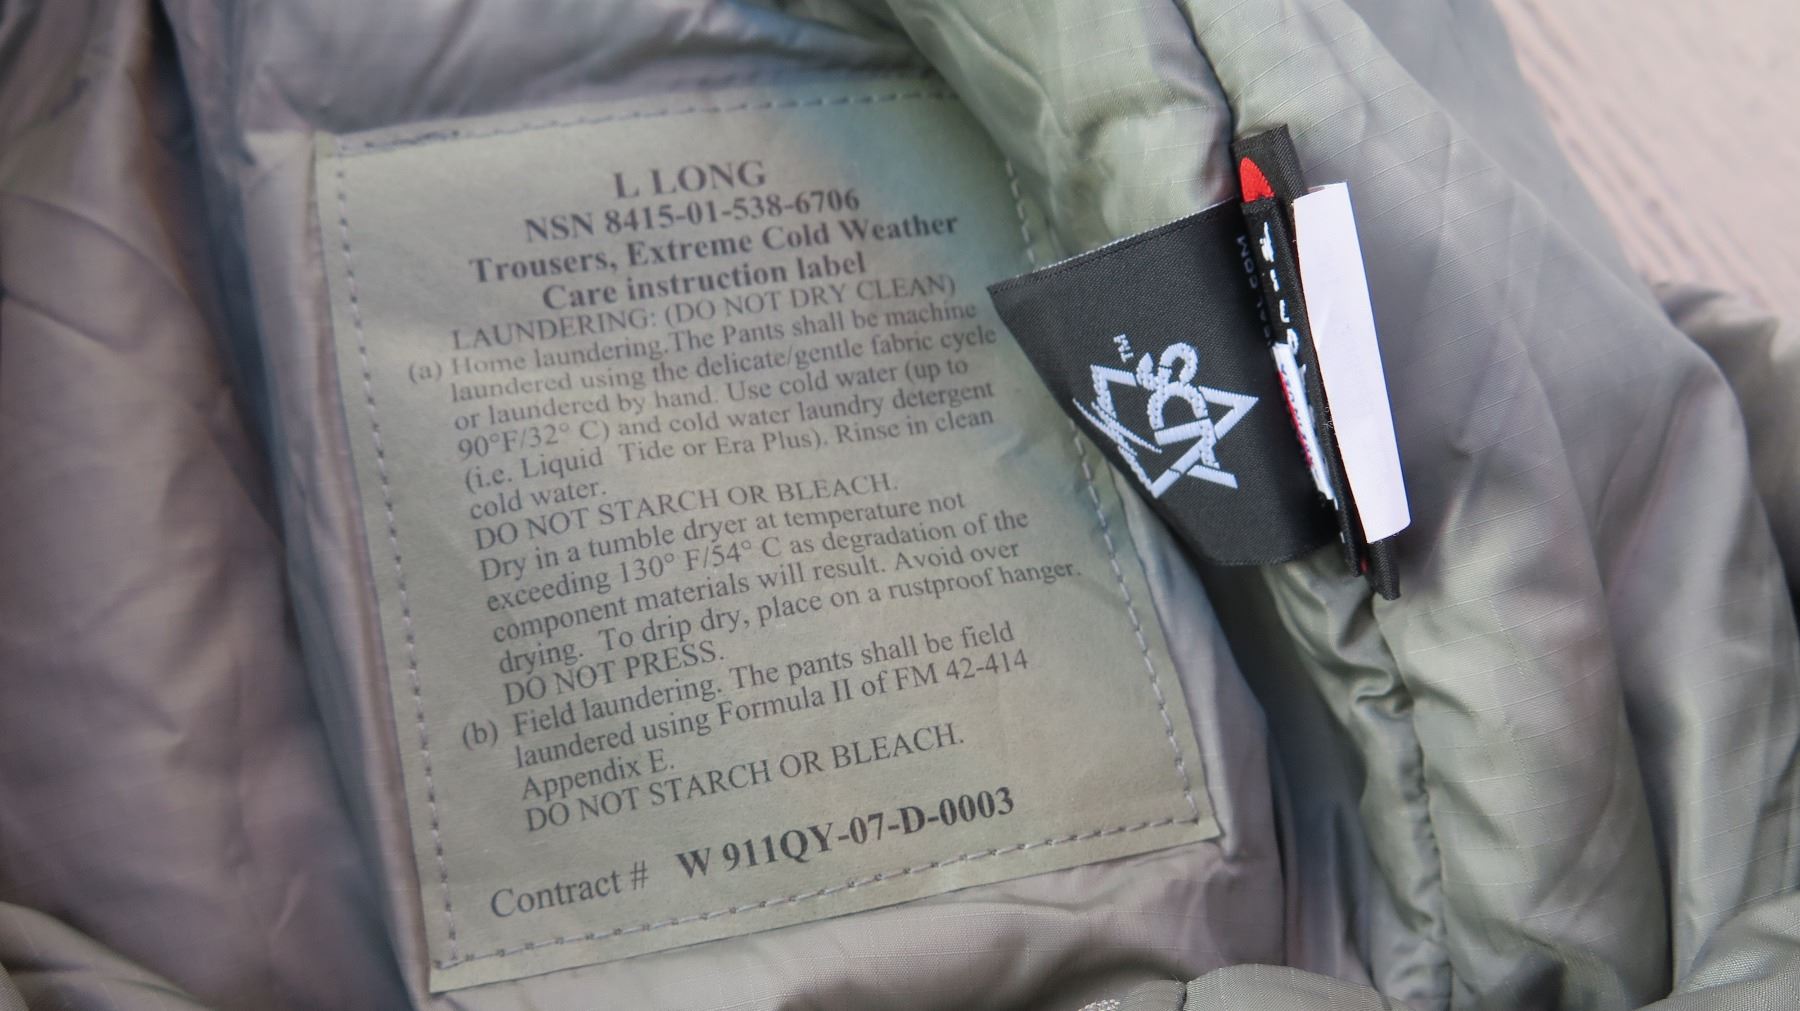 L LONG
NSN 8415-01-538-6706
Trousers, Extreme Cold Weather
Care instruction label
LAUNDERING: (DO NOT DRY CLEAN)
(a) Home laundering.The Pants shall be machine
laundered using the delicate/gentle fabric cycle
or laundered by hand. Use cold water (up to
90°F/32° C) and cold water laundry detergent
(i.e. Liquid Tide or Era Plus). Rinse in clean
cold water.
DO NOT STARCH OR BLEACH.
Dry in a tumble dryer at temperature not
exceeding 130° F/54° C as degradation of the
component materials will result. Avoid over
drying. To drip dry, place on a rustproof hanger.
DO NOT PRESS.
(b) Field laundering. The pants shall be field
laundered using Formula II of FM 42-414
Appendix E.
DO NOT STARCH OR BLEACH.
Contract # W 911QY-07-D-0003
TM